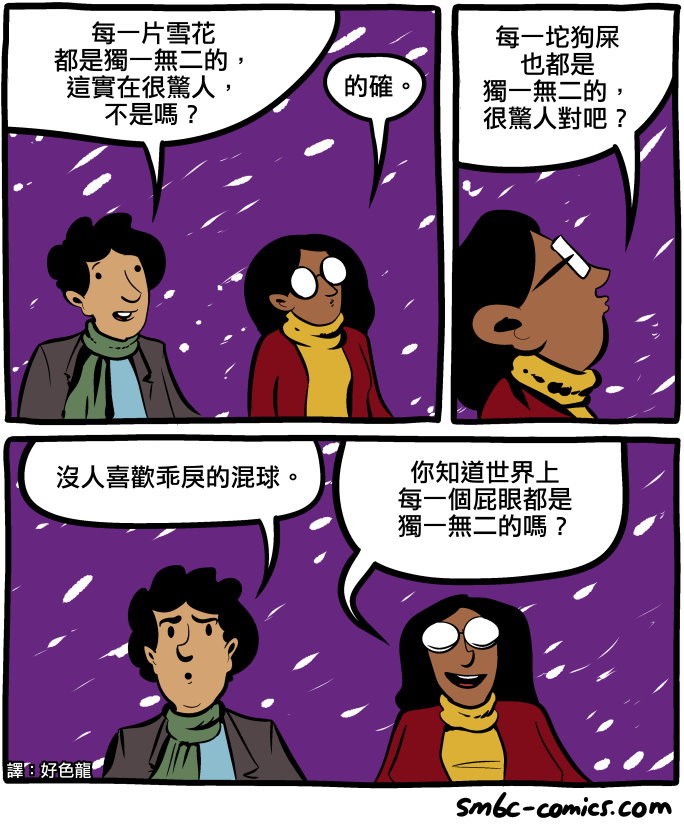 每一片雪花
都是獨一無二的，
這實在很驚人，
不是嗎？
的確。
每一坨狗屎
也都是
獨一無二的，
很驚人對吧？
沒人喜歡乖戾的混球。
你知道世界上
每一個屁眼都是
獨一無二的嗎？
譯：好色龍
smbc-comics.com